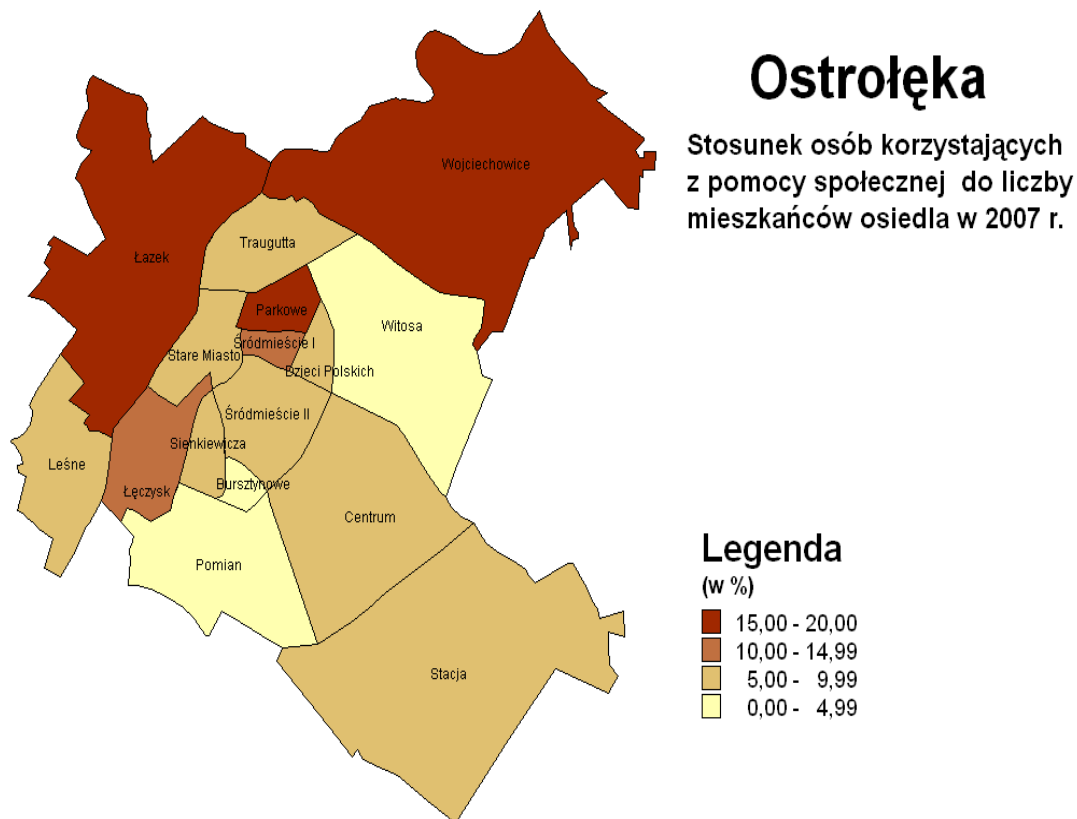 Ostrołęka
Stosunek osób korzystających
z pomocy społecznej do liczby
mieszkańców osiedla w 2007 r.
Wojciechowice
Traugutta
Łazek
Parkowe
Witosa
Śródmieście I
Stare Miasto
Dzieci Polskich
Śródmieście II
Sienkiewicza
Leśne
Bursztynowe
Łęczysk
Centrum
Pomian
Stacja
Legenda
(w %)
15,00 - 20,00
10,00 - 14,99
5,00 - 9,99
0,00 - 4,99